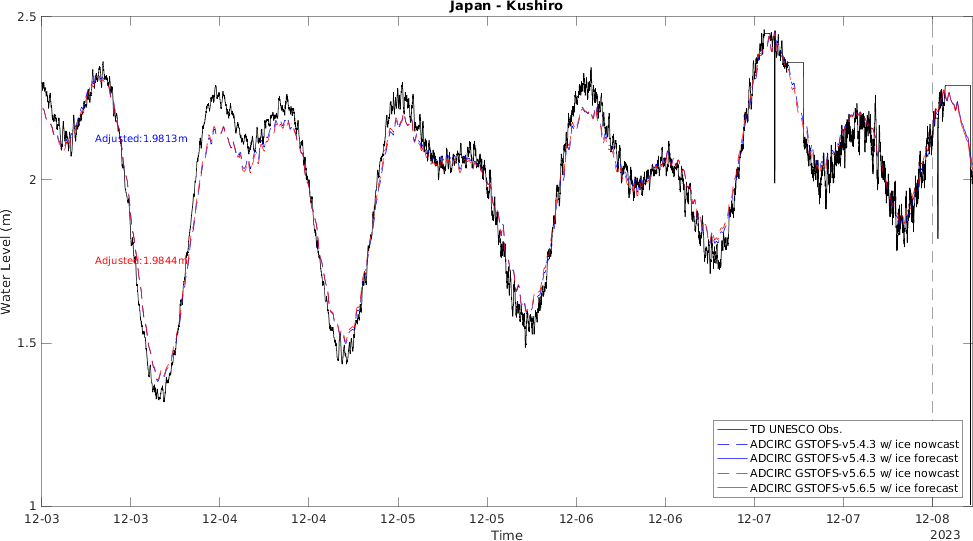 Japan - Kushiro
2.5
2
1.5
1
Water Level (m)
Adjusted:1.9813m
Adjusted:1.9844m
TD UNESCO Obs.
ADCIRC GSTOFS-v5.4.3 w/ ice nowcast
ADCIRC GSTOFS-v5.4.3 w/ ice forecast
ADCIRC GSTOFS-v5.6.5 w/ ice nowcast
ADCIRC GSTOFS-v5.6.5 w/ ice forecast
12-03 12-03 12-04 12-04 12-05 12-05 12-06 12-06 12-07 12-07 12-08
2023
Time